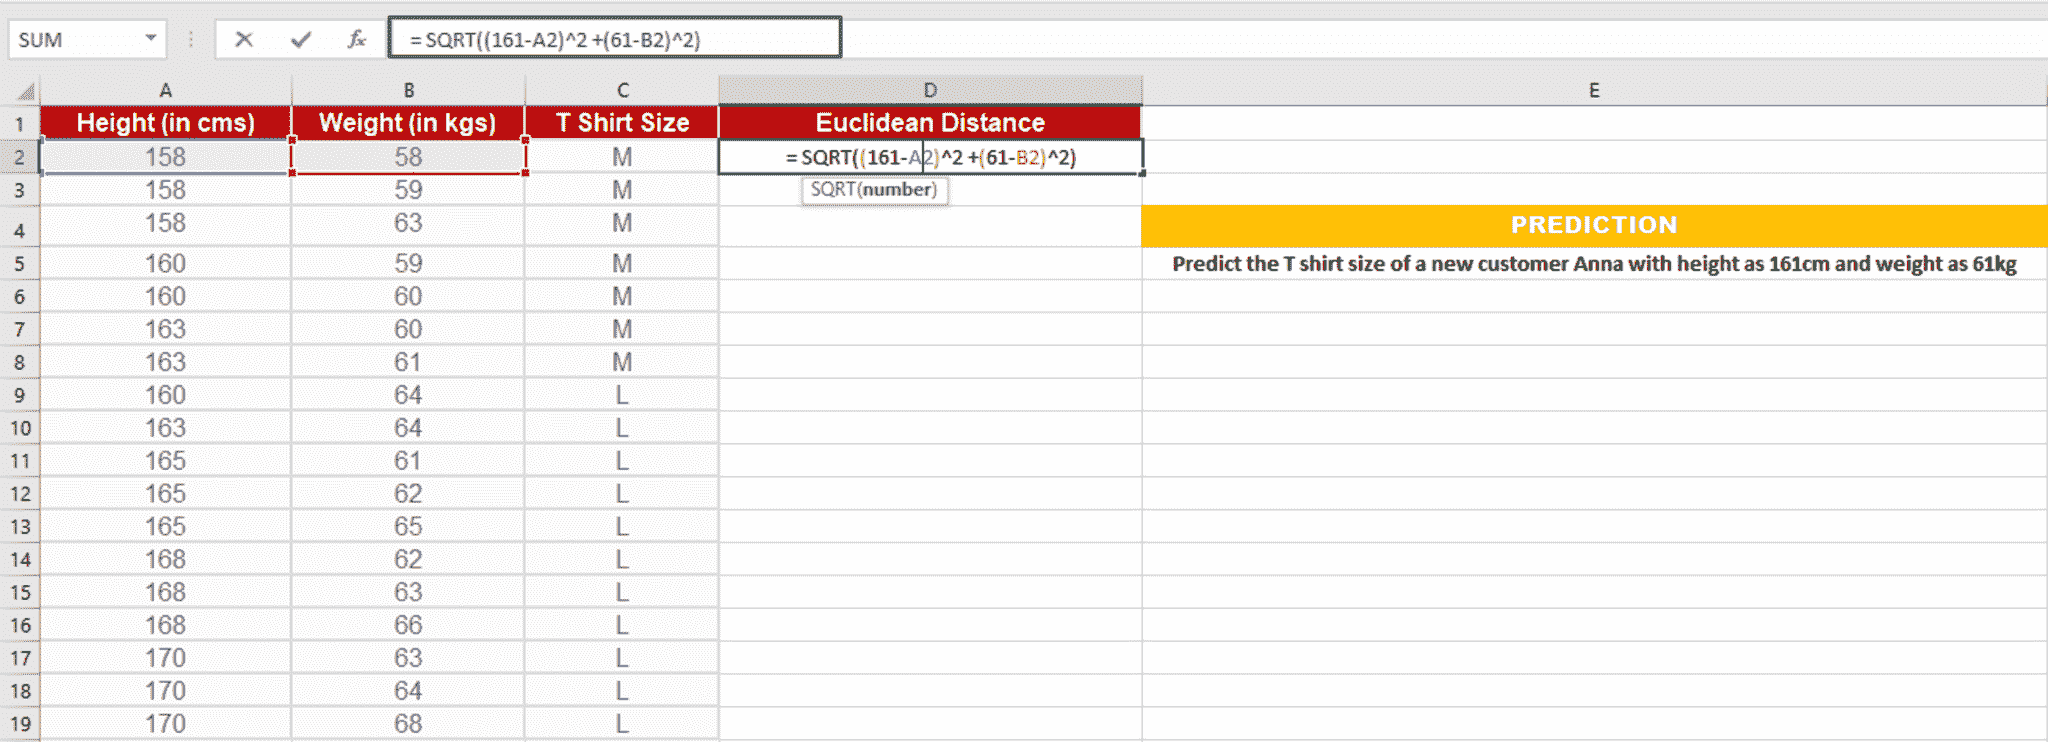 SUM fx = SQRT((161-A2)^2 +(61-B2)^2)
A B C D E
1 Height (in cms) Weight (in kgs) T Shirt Size Euclidean Distance
2 158 58 M = SQRT((161-A2)^2 +(61-B2)^2)
3 158 59 M SQRT(number)
4 158 63 M PREDICTION
5 160 59 M Predict the T shirt size of a new customer Anna with height as 161cm and weight as 61kg
6 160 60 M
7 163 60 M
8 163 61 M
9 160 64 L
10 163 64 L
11 165 61 L
12 165 62 L
13 165 65 L
14 168 62 L
15 168 63 L
16 168 66 L
17 170 63 L
18 170 64 L
19 170 68 L